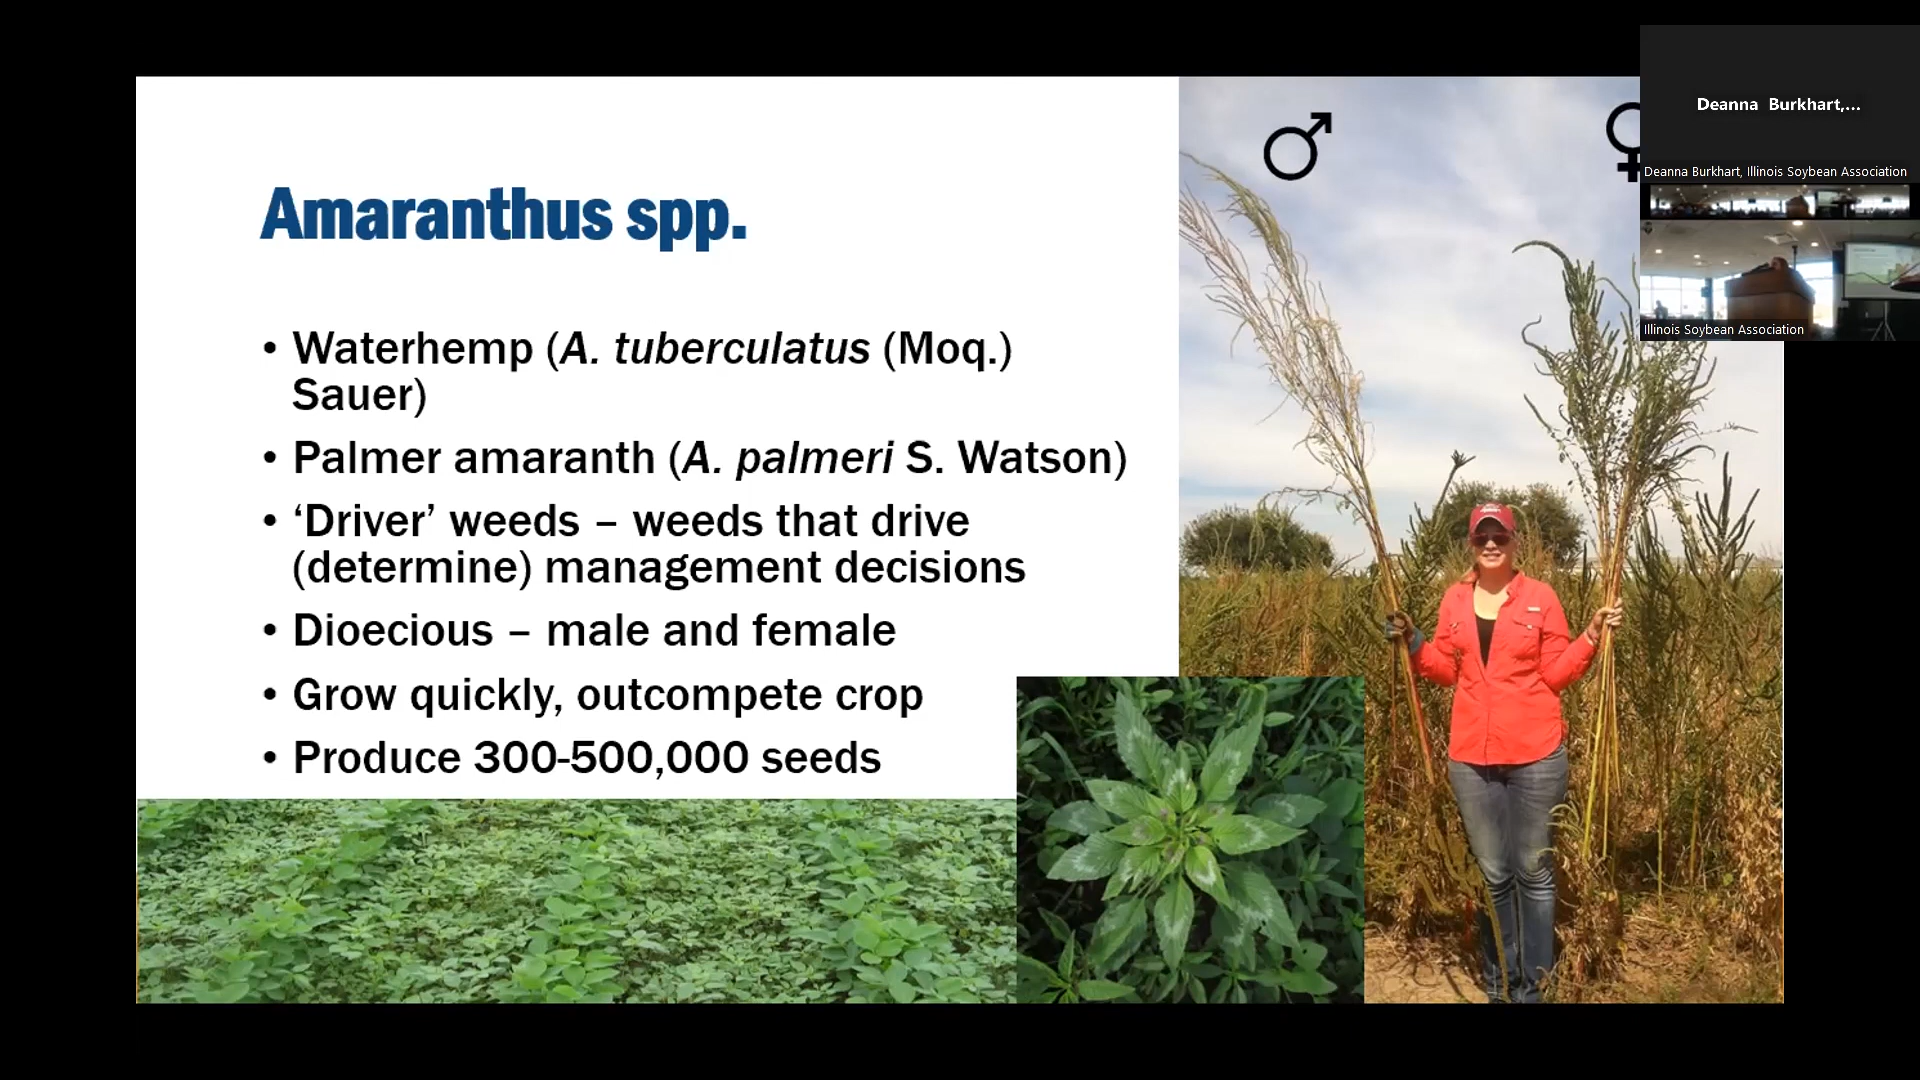 Amaranthus spp.
• Waterhemp (A. tuberculatus (Moq.)
Sauer)
• Palmer amaranth (A. palmeri S. Watson)
• ‘Driver’ weeds – weeds that drive
(determine) management decisions
• Dioecious – male and female
• Grow quickly, outcompete crop
• Produce 300-500,000 seeds
♂
♀
Deanna Burkhart,...
Deanna Burkhart, Illinois Soybean Association
Illinois Soybean Association